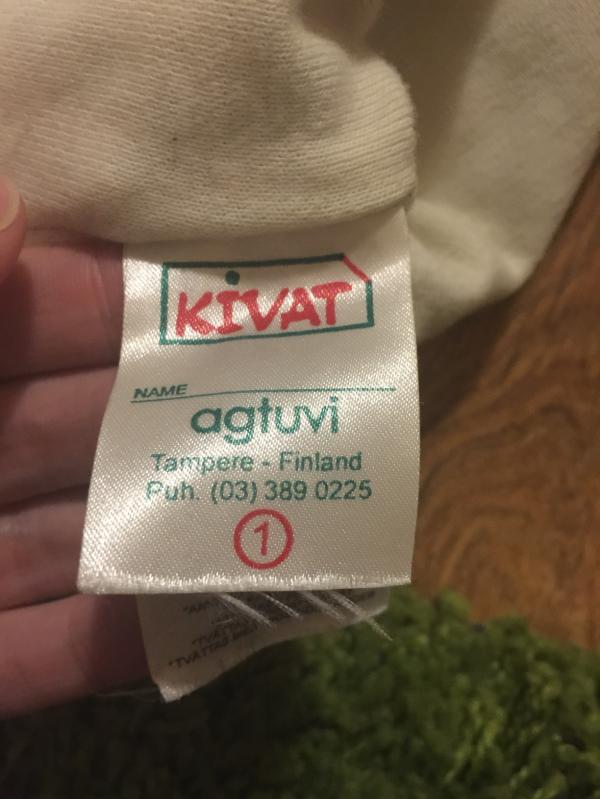 KiVAT
NAME
agtuvi
Tampere - Finland
Puh. (03) 389 0225
1